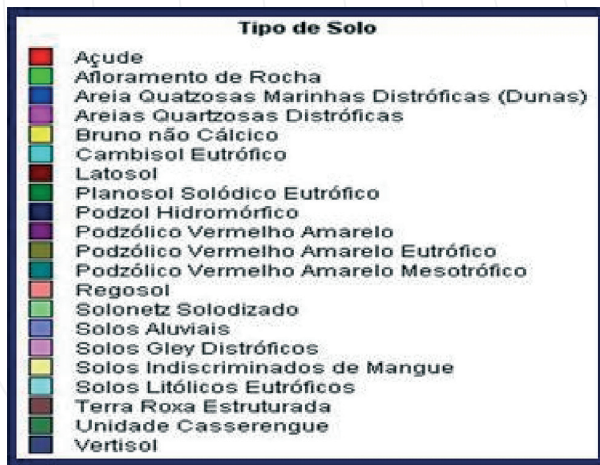 Tipo de Solo
Açude
Afloramento de Rocha
Areia Quatzosas Marinhas Distróficas (Dunas)
Areias Quartzosas Distróficas
Bruno não Cálcico
Cambisol Eutrófico
Latosol
Planosol Solódico Eutrófico
Podzol Hidromórfico
Podzólico Vermelho Amarelo
Podzólico Vermelho Amarelo Eutrófico
Podzólico Vermelho Amarelo Mesotrófico
Regosol
Solonetz Solodizado
Solos Aluviais
Solos Gley Distróficos
Solos Indiscriminados de Mangue
Solos Litólicos Eutróficos
Terra Roxa Estruturada
Unidade Casserengue
Vertisol